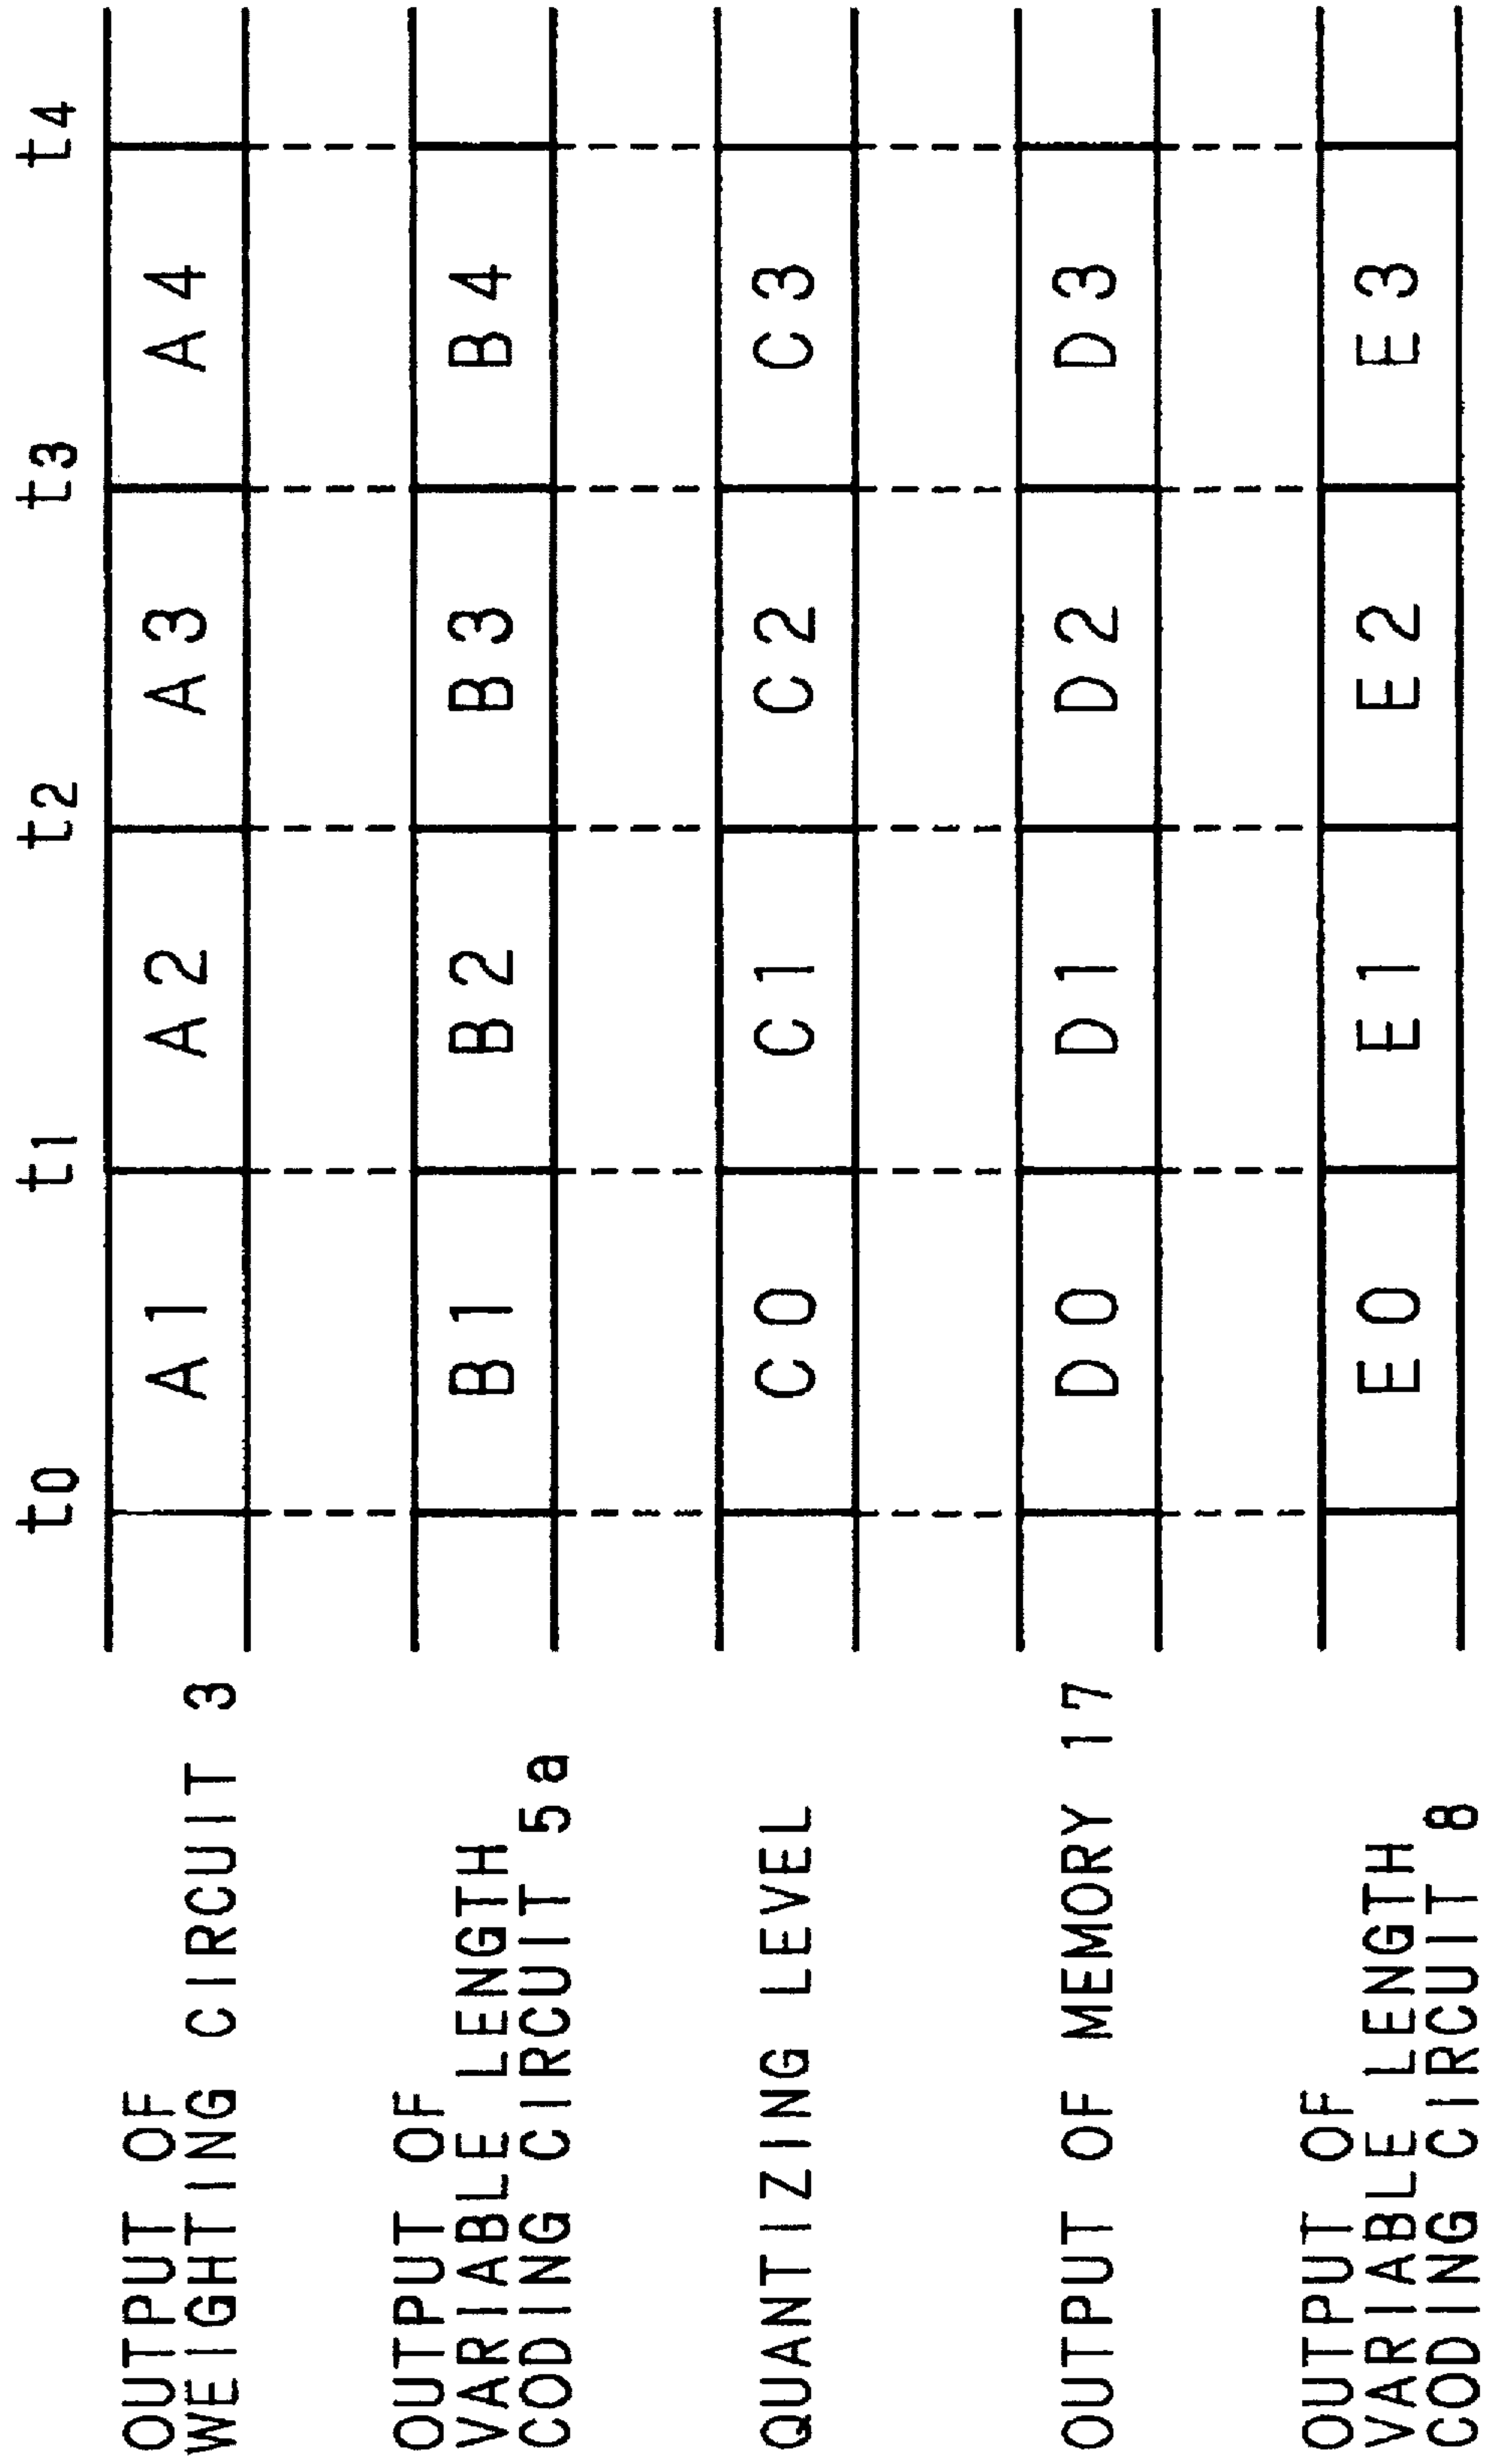 t0 t1 t2 t3 t4
OUTPUT OF
WEIGHTING CIRCUIT 3
A1 A2 A3 A4
OUTPUT OF
VARIABLE LENGTH
CODING CIRCUIT 5a
B1 B2 B3 B4
QUANTIZING LEVEL
C0 C1 C2 C3
OUTPUT OF MEMORY 17
D0 D1 D2 D3
OUTPUT OF
VARIABLE LENGTH
CODING CIRCUIT 8
E0 E1 E2 E3